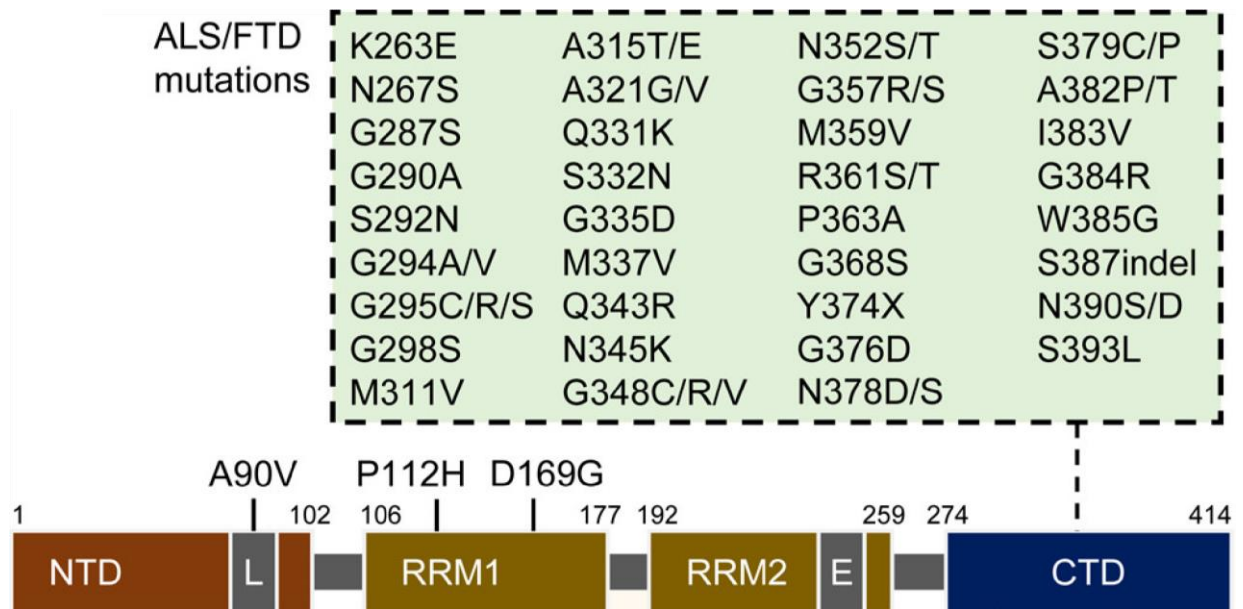 ALS/FTD
mutations
K263E A315T/E N352S/T S379C/P
N267S A321G/V G357R/S A382P/T
G287S Q331K M359V I383V
G290A S332N R361S/T G384R
S292N G335D P363A W385G
G294A/V M337V G368S S387indel
G295C/R/S Q343R Y374X N390S/D
G298S N345K G376D S393L
M311V G348C/R/V N378D/S
A90V P112H D169G
1 102 106 177 192 259 274 414
NTD L RRM1 RRM2 E CTD